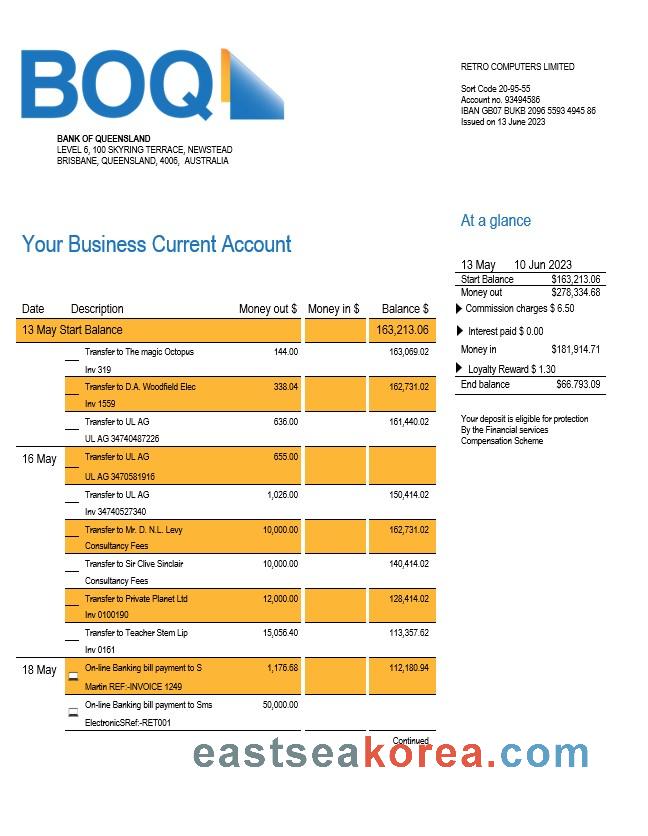 BOQ
RETRO COMPUTERS LIMITED
Sort Code 20-95-55
Account no. 93494586
IBAN GB07 BUKB 2096 5593 4945 86
Issued on 13 June 2023
BANK OF QUEENSLAND
LEVEL 6, 100 SKYRING TERRACE, NEWSTEAD
BRISBANE, QUEENSLAND, 4006, AUSTRALIA
At a glance
Your Business Current Account
13 May 10 Jun 2023
Start Balance $163,213.06
Money out $278,334.68
Commission charges $ 6.50
Interest paid $ 0.00
Money in $181,914.71
Loyalty Reward $ 1.30
End balance $66.793.09
Your deposit is eligible for protection
By the Financial services
Compensation Scheme
Date Description Money out $ Money in $ Balance $
13 May Start Balance 163,213.06
Transfer to The magic Octopus 144.00 163,069.02
Inv 319
Transfer to D.A. Woodfield Elec 338.04 162,731.02
Inv 1559
Transfer to UL AG 636.00 161,440.02
UL AG 34740487226
16 May Transfer to UL AG 655.00
UL AG 3470581916
Transfer to UL AG 1,026.00 150,414.02
Inv 34740527340
Transfer to Mr. D. N.L. Levy 10,000.00 162,731.02
Consultancy Fees
Transfer to Sir Clive Sinclair 10,000.00 140,414.02
Consultancy Fees
Transfer to Private Planet Ltd 12,000.00 128,414.02
Inv 0100190
Transfer to Teacher Stem Lip 15,056.40 113,357.62
Inv 0161
18 May On-line Banking bill payment to S 1,176.68 112,180.94
Martin REF:-INVOICE 1249
On-line Banking bill payment to Sms 50,000.00
ElectronicSRef:-RET001
Continued
eastseakorea.com